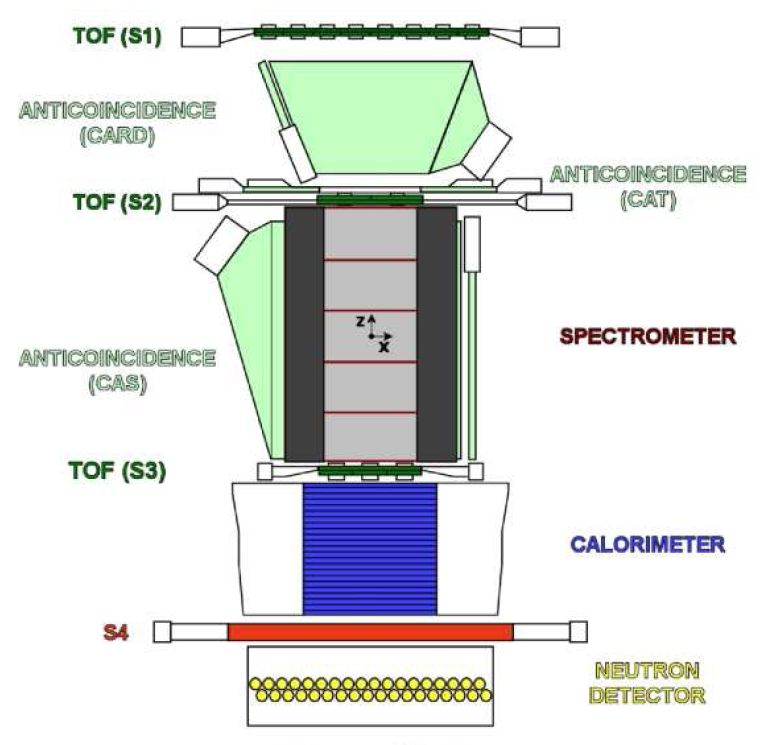 TOF (S1)
ANTICOINCIDENCE
(CARD)
ANTICOINCIDENCE
(CAT)
TOF (S2)
Z
X
SPECTROMETER
ANTICOINCIDENCE
(CAS)
TOF (S3)
CALORIMETER
S4
NEUTRON
DETECTOR